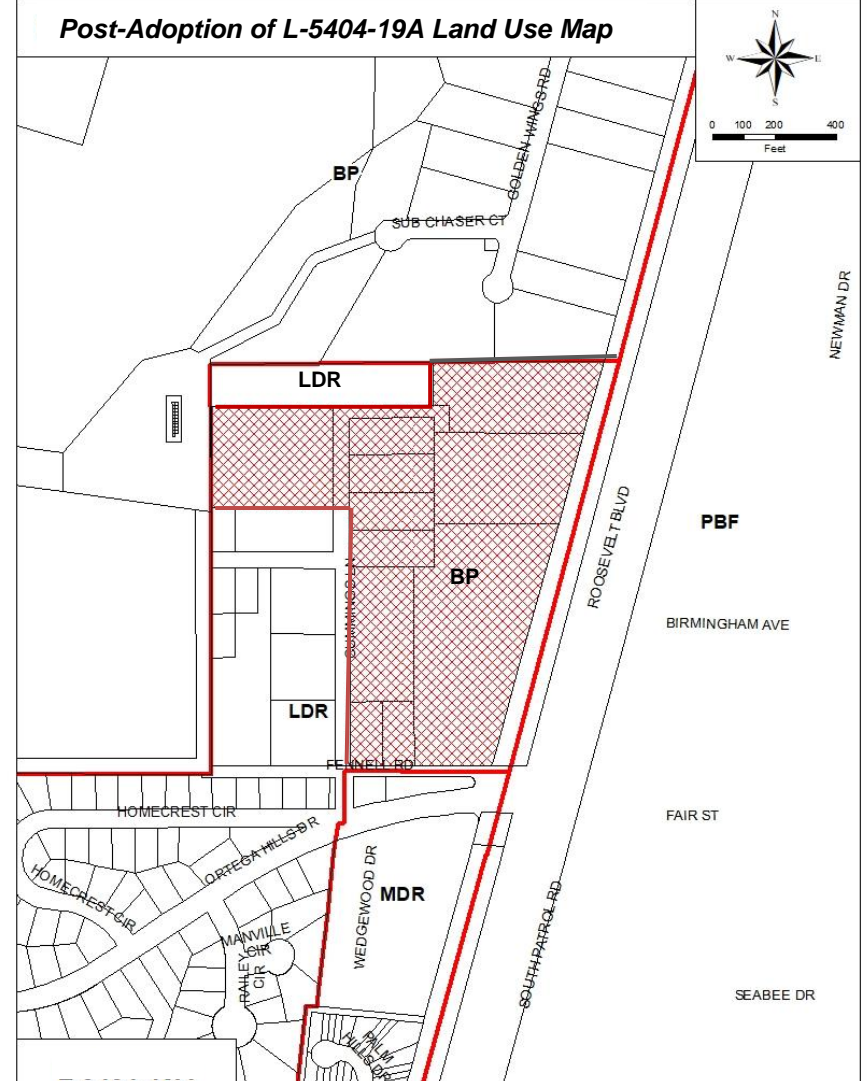 Post-Adoption of L-5404-19A Land Use Map
N
W E
S
0 100 200 400
Feet
GOLDEN WINGS RD
BP
SUB CHASER CT
NEWMAN DR
LDR
ROOSEVELT BLVD
PBF
BP
CUMMINGS LN
BIRMINGHAM AVE
LDR
FENNELL RD
HOMECREST CIR
FAIR ST
ORTEGA HILLS DR
HOMECREST CIR
WEDGEWOOD DR
MDR
MANVILLE
CIR
RAILEY
CIR
SOUTH PATROL RD
SEABEE DR
PALM
HILLS DR